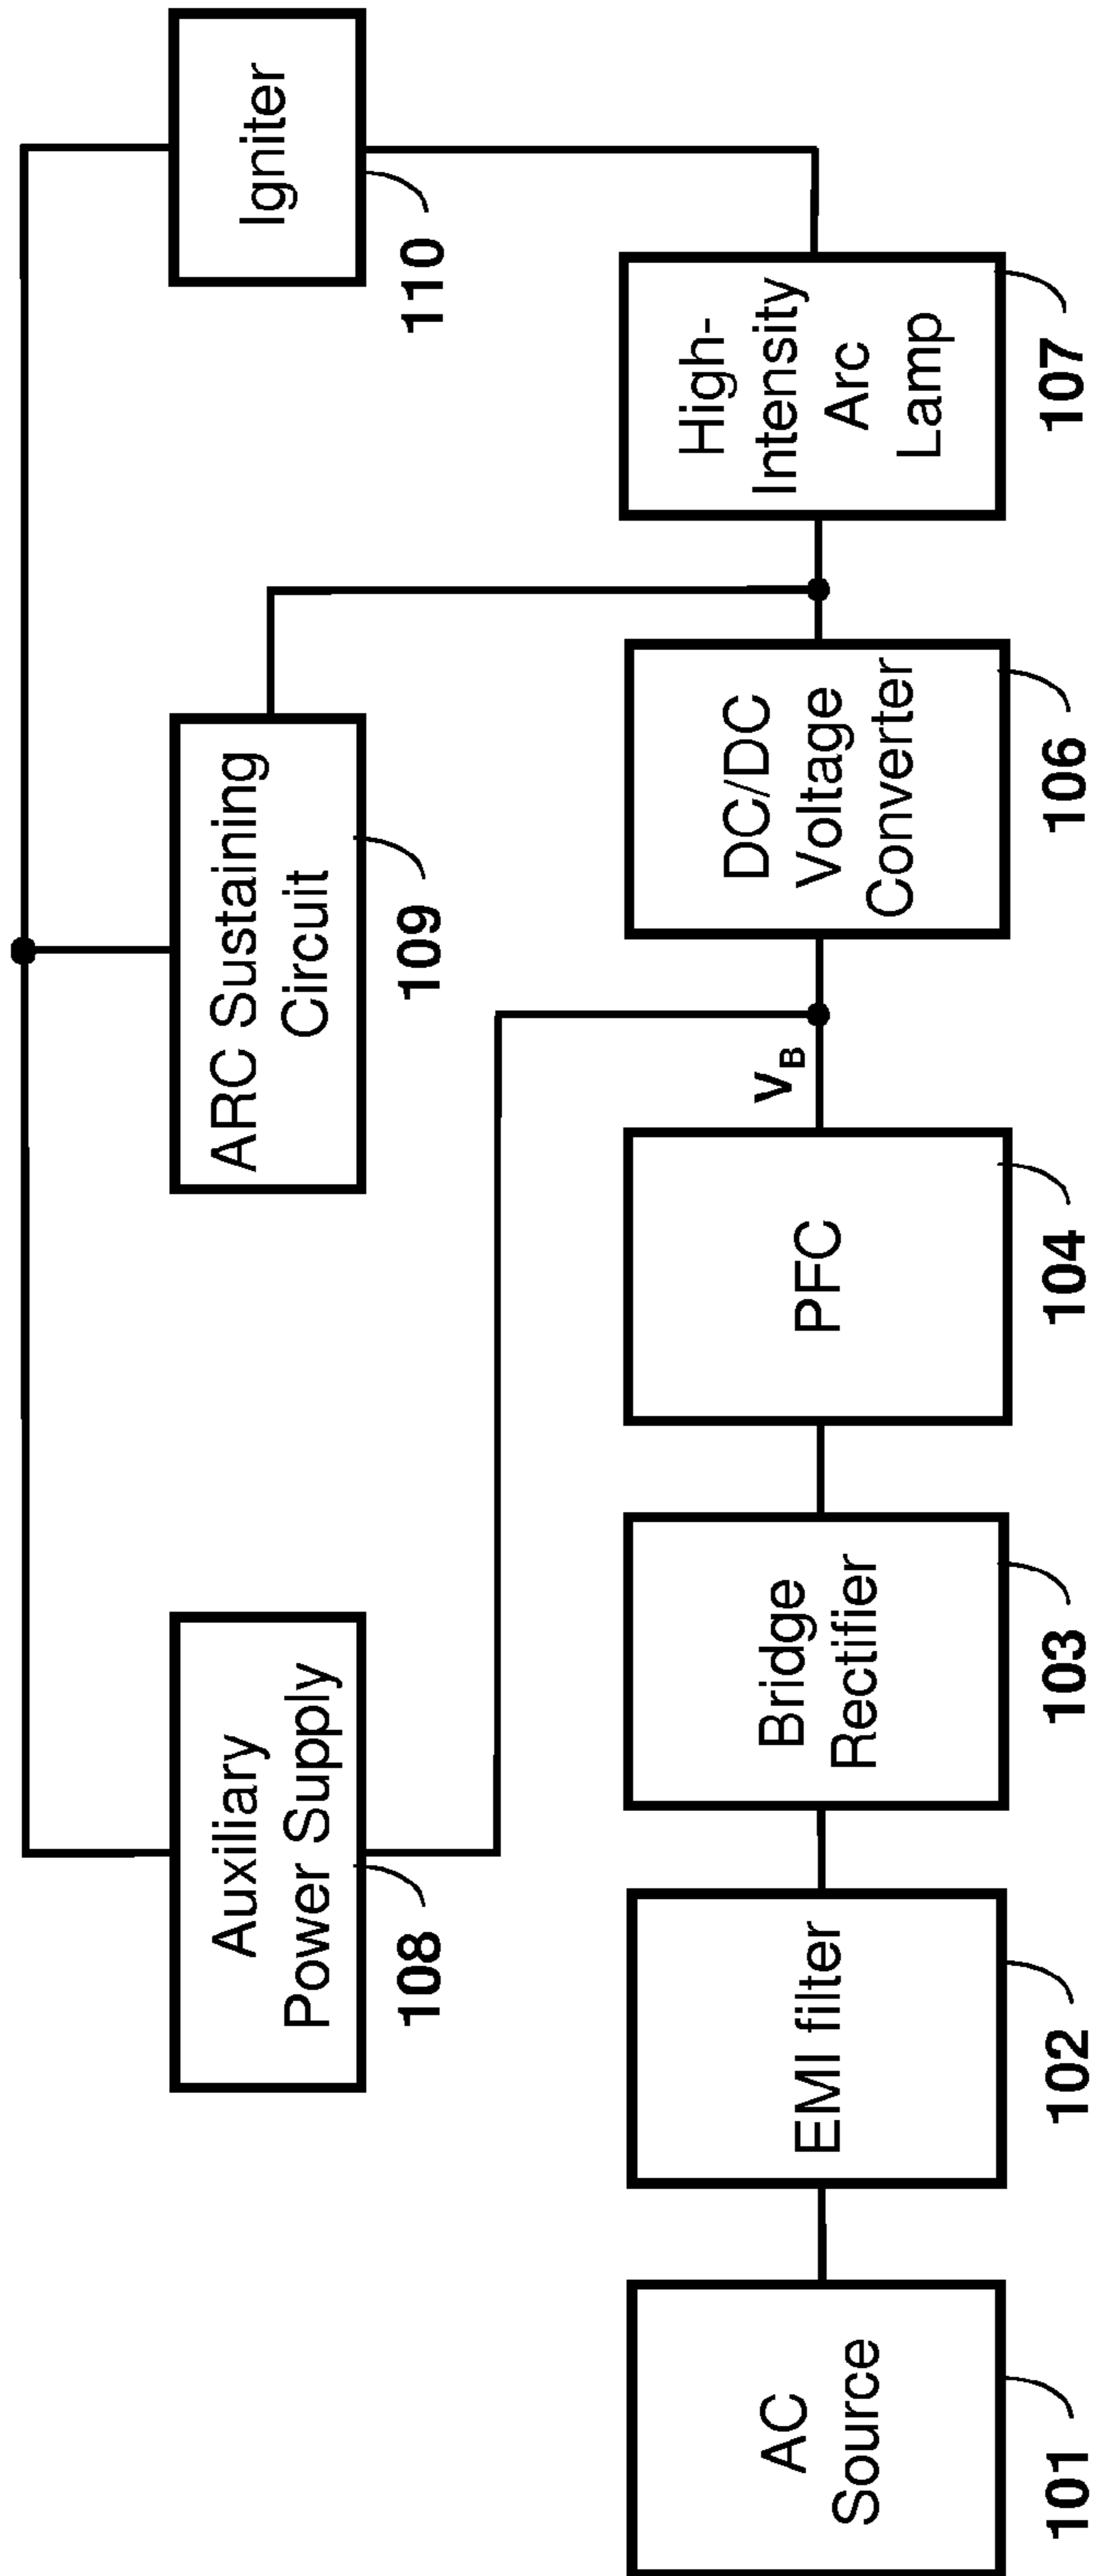 Auxiliary
Power Supply
108
ARC Sustaining
Circuit
109
Igniter
110
AC
Source
101
EMI filter
102
Bridge
Rectifier
103
PFC
104
VB
DC/DC
Voltage
Converter
106
High-
Intensity
Arc
Lamp
107